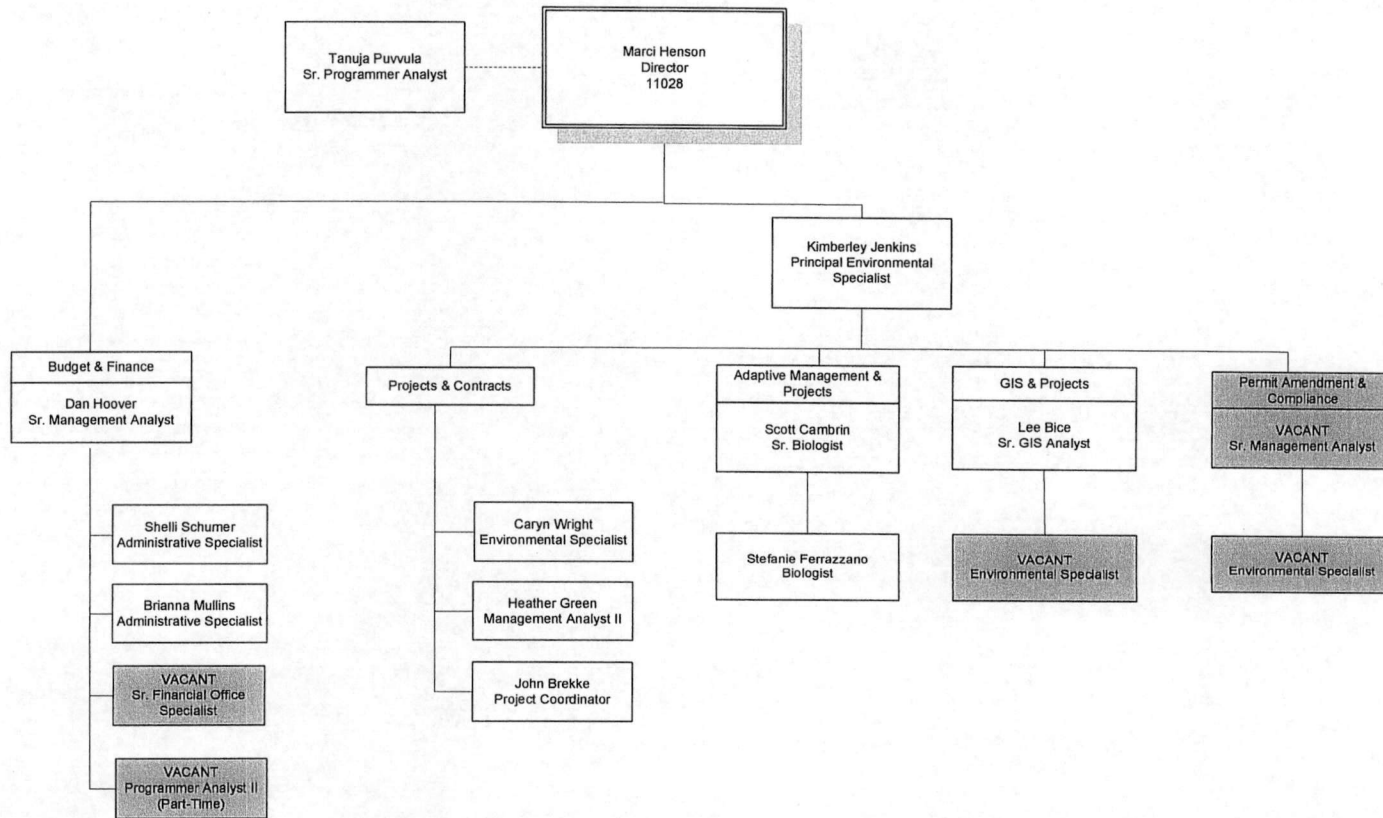 Tanuja Puvvula
Sr. Programmer Analyst
Marci Henson
Director
11028
Kimberley Jenkins
Principal Environmental
Specialist
Budget & Finance
Dan Hoover
Sr. Management Analyst
Shelli Schumer
Administrative Specialist
Brianna Mullins
Administrative Specialist
VACANT
Sr. Financial Office
Specialist
VACANT
Programmer Analyst II
(Part-Time)
Projects & Contracts
Caryn Wright
Environmental Specialist
Heather Green
Management Analyst II
John Brekke
Project Coordinator
Adaptive Management &
Projects
Scott Cambrin
Sr. Biologist
Stefanie Ferrazzano
Biologist
GIS & Projects
Lee Bice
Sr. GIS Analyst
VACANT
Environmental Specialist
Permit Amendment &
Compliance
VACANT
Sr. Management Analyst
VACANT
Environmental Specialist